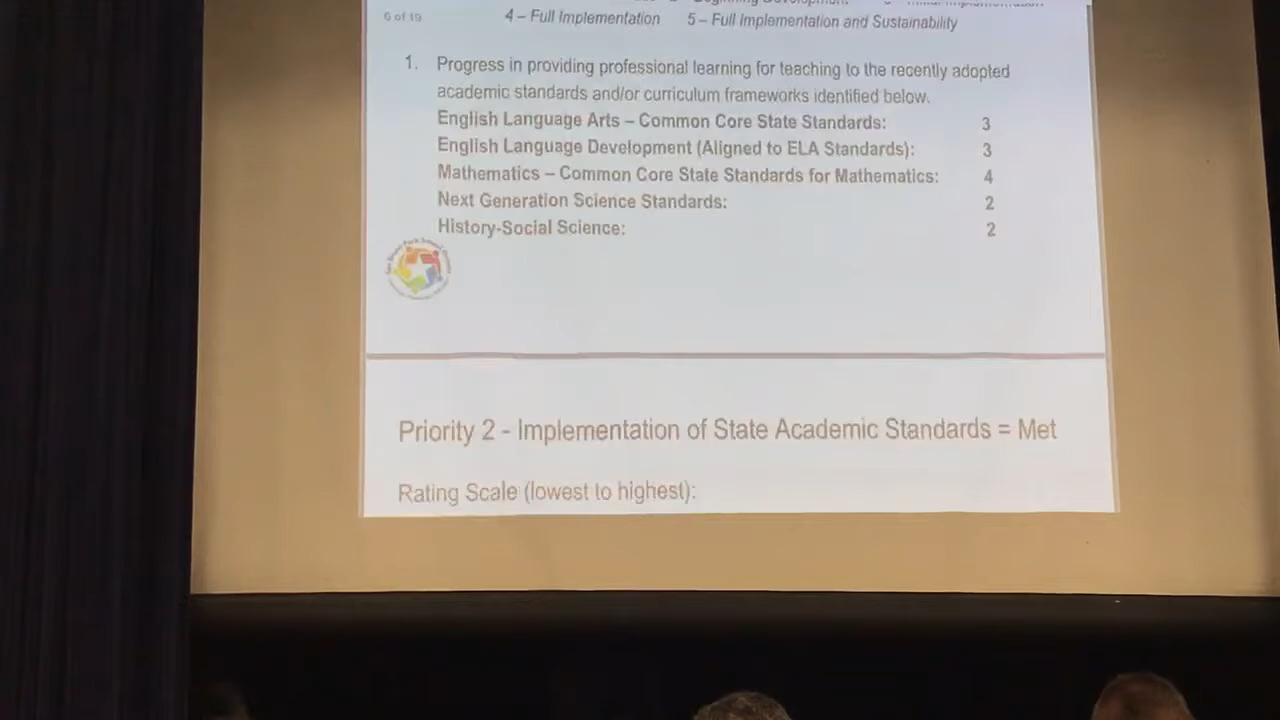 6 of 19
4 – Full Implementation 5 – Full Implementation and Sustainability
1. Progress in providing professional learning for teaching to the recently adopted
academic standards and/or curriculum frameworks identified below.
English Language Arts – Common Core State Standards: 3
English Language Development (Aligned to ELA Standards): 3
Mathematics – Common Core State Standards for Mathematics: 4
Next Generation Science Standards: 2
History-Social Science: 2
Priority 2 - Implementation of State Academic Standards = Met
Rating Scale (lowest to highest):